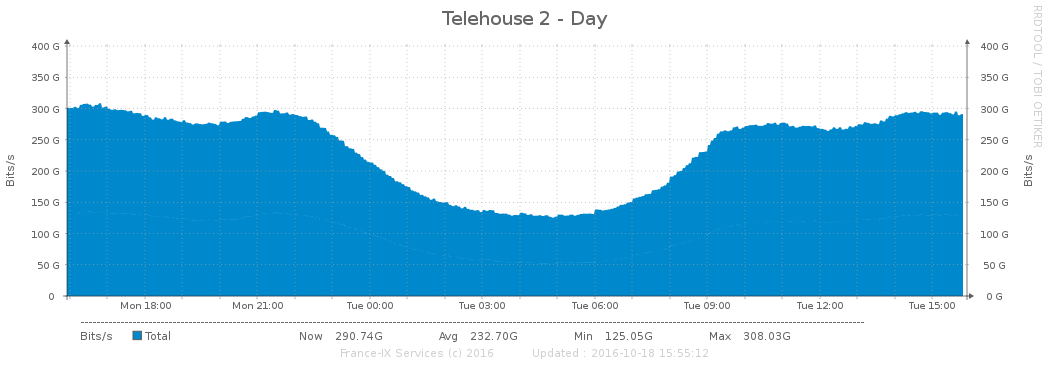 Telehouse 2 - Day
RRDTOOL / TOBI OETIKER
400 G 400 G
350 G 350 G
300 G 300 G
250 G 250 G
200 G 200 G
150 G 150 G
100 G 100 G
50 G 50 G
0 0 G
Bits/s Bits/s
Mon 18:00 Mon 21:00 Tue 00:00 Tue 03:00 Tue 06:00 Tue 09:00 Tue 12:00 Tue 15:00
Bits/s Total Now 290.74G Avg 232.70G Min 125.05G Max 308.03G
France-IX Services (c) 2016 Updated : 2016-10-18 15:55:12